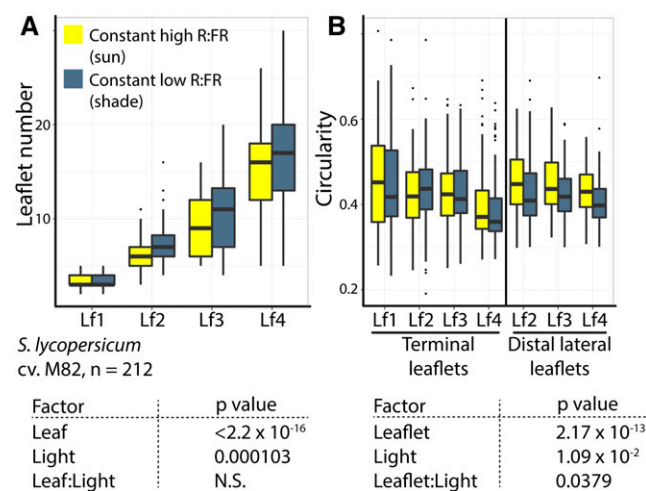 A
Constant high R:FR
(sun)
Constant low R:FR
(shade)
Leaflet number
20
10
Lf1 Lf2 Lf3 Lf4
S. lycopersicum
cv. M82, n = 212
Factor p value
Leaf <2.2 x 10⁻¹⁶
Light 0.000103
Leaf:Light N.S.
B
Circularity
0.6
0.4
0.2
Lf1 Lf2 Lf3 Lf4 Lf2 Lf3 Lf4
Terminal leaflets Distal lateral leaflets
Factor p value
Leaflet 2.17 x 10⁻¹³
Light 1.09 x 10⁻²
Leaflet:Light 0.0379